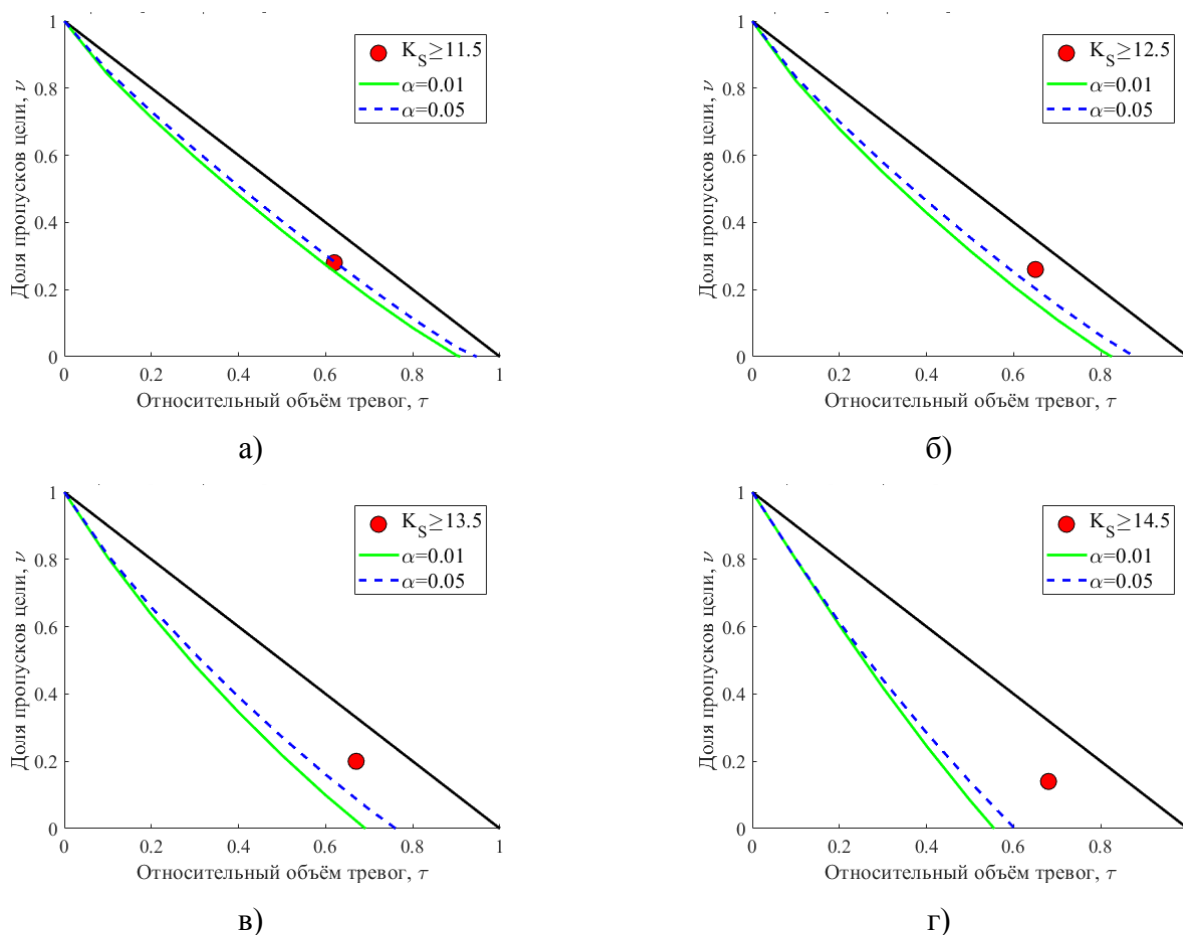 1
0.8
0.6
0.4
0.2
0
Доля пропусков цели, ν
K_S≥11.5
α=0.01
α=0.05
0 0.2 0.4 0.6 0.8 1
Относительный объём тревог, τ
а)
1
0.8
0.6
0.4
0.2
0
Доля пропусков цели, ν
K_S≥12.5
α=0.01
α=0.05
0 0.2 0.4 0.6 0.8
Относительный объём тревог, τ
б)
1
0.8
0.6
0.4
0.2
0
Доля пропусков цели, ν
K_S≥13.5
α=0.01
α=0.05
0 0.2 0.4 0.6 0.8 1
Относительный объём тревог, τ
в)
1
0.8
0.6
0.4
0.2
0
Доля пропусков цели, ν
K_S≥14.5
α=0.01
α=0.05
0 0.2 0.4 0.6 0.8
Относительный объём тревог, τ
г)